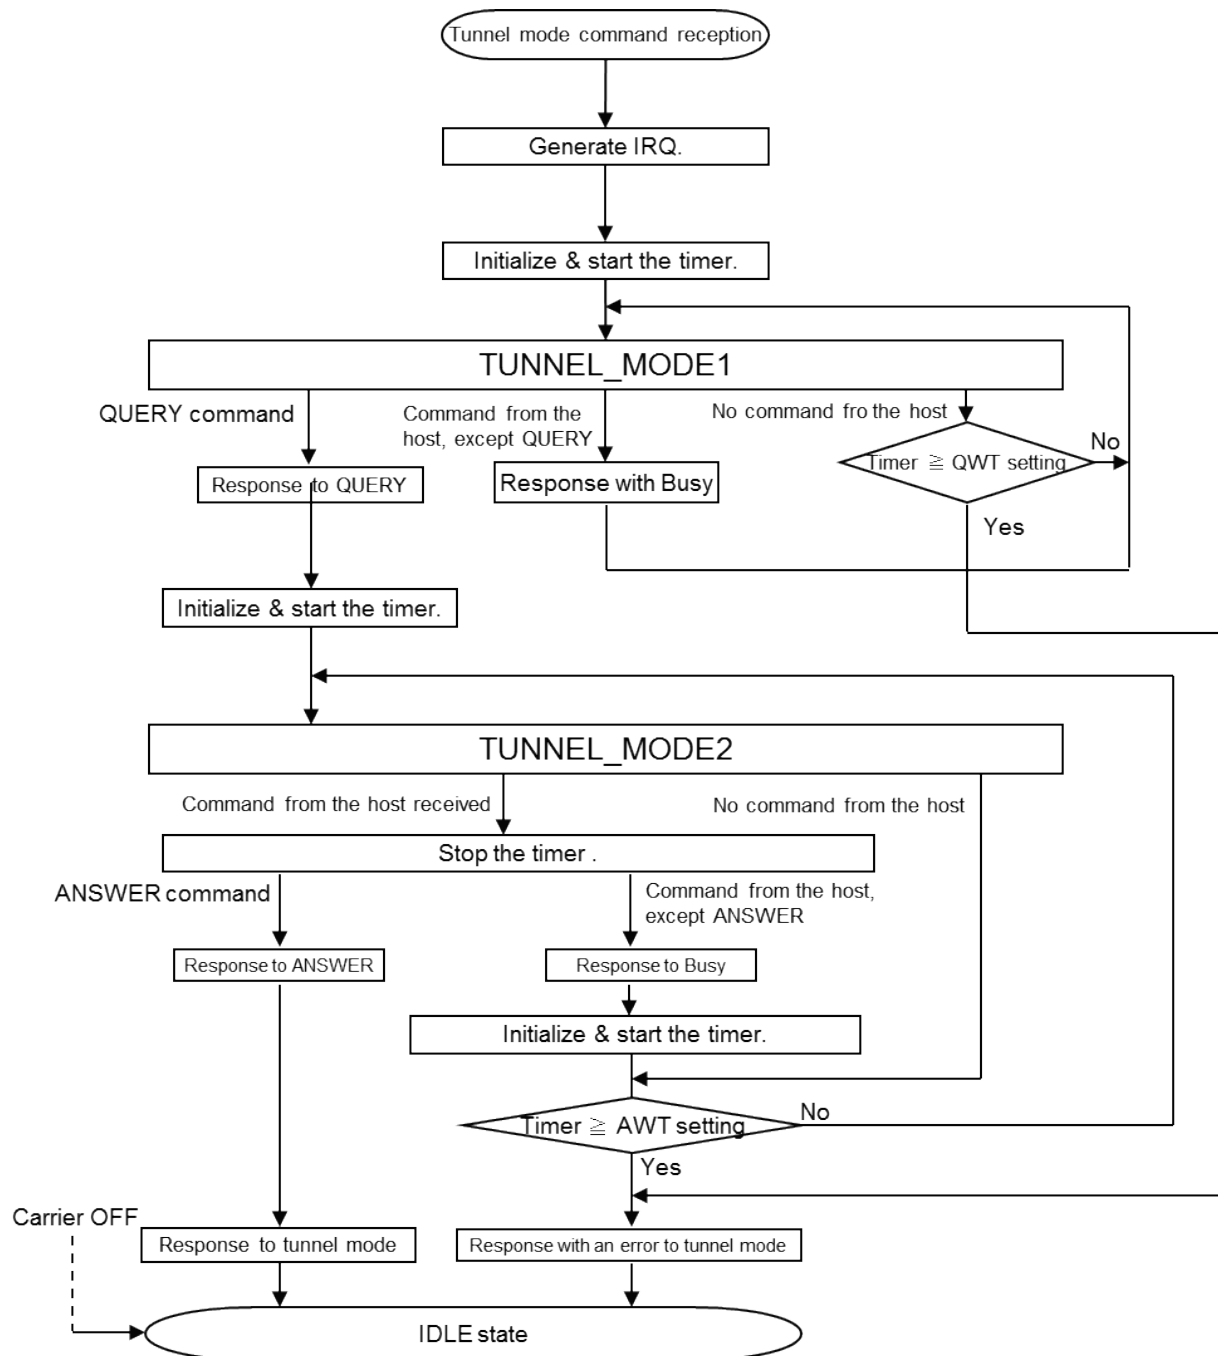 Tunnel mode command reception
Generate IRQ.
Initialize & start the timer.
TUNNEL_MODE1
QUERY command
Command from the
host, except QUERY
No command fro the host
Timer ≧ QWT setting
No
Response to QUERY
Response with Busy
Yes
Initialize & start the timer.
TUNNEL_MODE2
Command from the host received
No command from the host
Stop the timer .
ANSWER command
Command from the host,
except ANSWER
Response to ANSWER
Response to Busy
Initialize & start the timer.
Timer ≧ AWT setting
No
Yes
Carrier OFF
Response to tunnel mode
Response with an error to tunnel mode
IDLE state